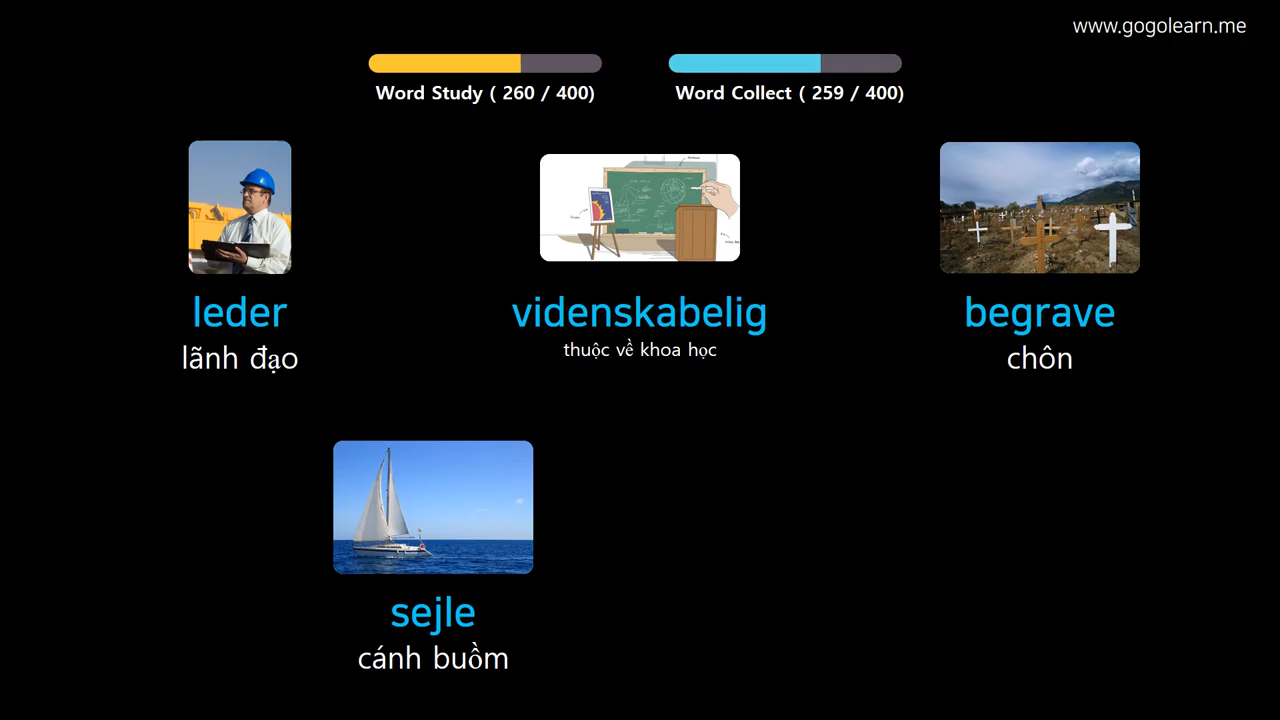 www.gogolearn.me
Word Study ( 260 / 400)
Word Collect ( 259 / 400)
leder
lãnh đạo
videnskabelig
thuộc về khoa học
begrave
chôn
sejle
cánh buồm